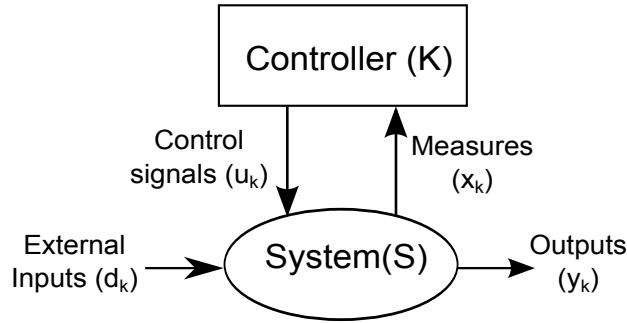 Controller (K)
Control
signals (uₖ)
Measures
(xₖ)
External
Inputs (dₖ)
System(S)
Outputs
(yₖ)